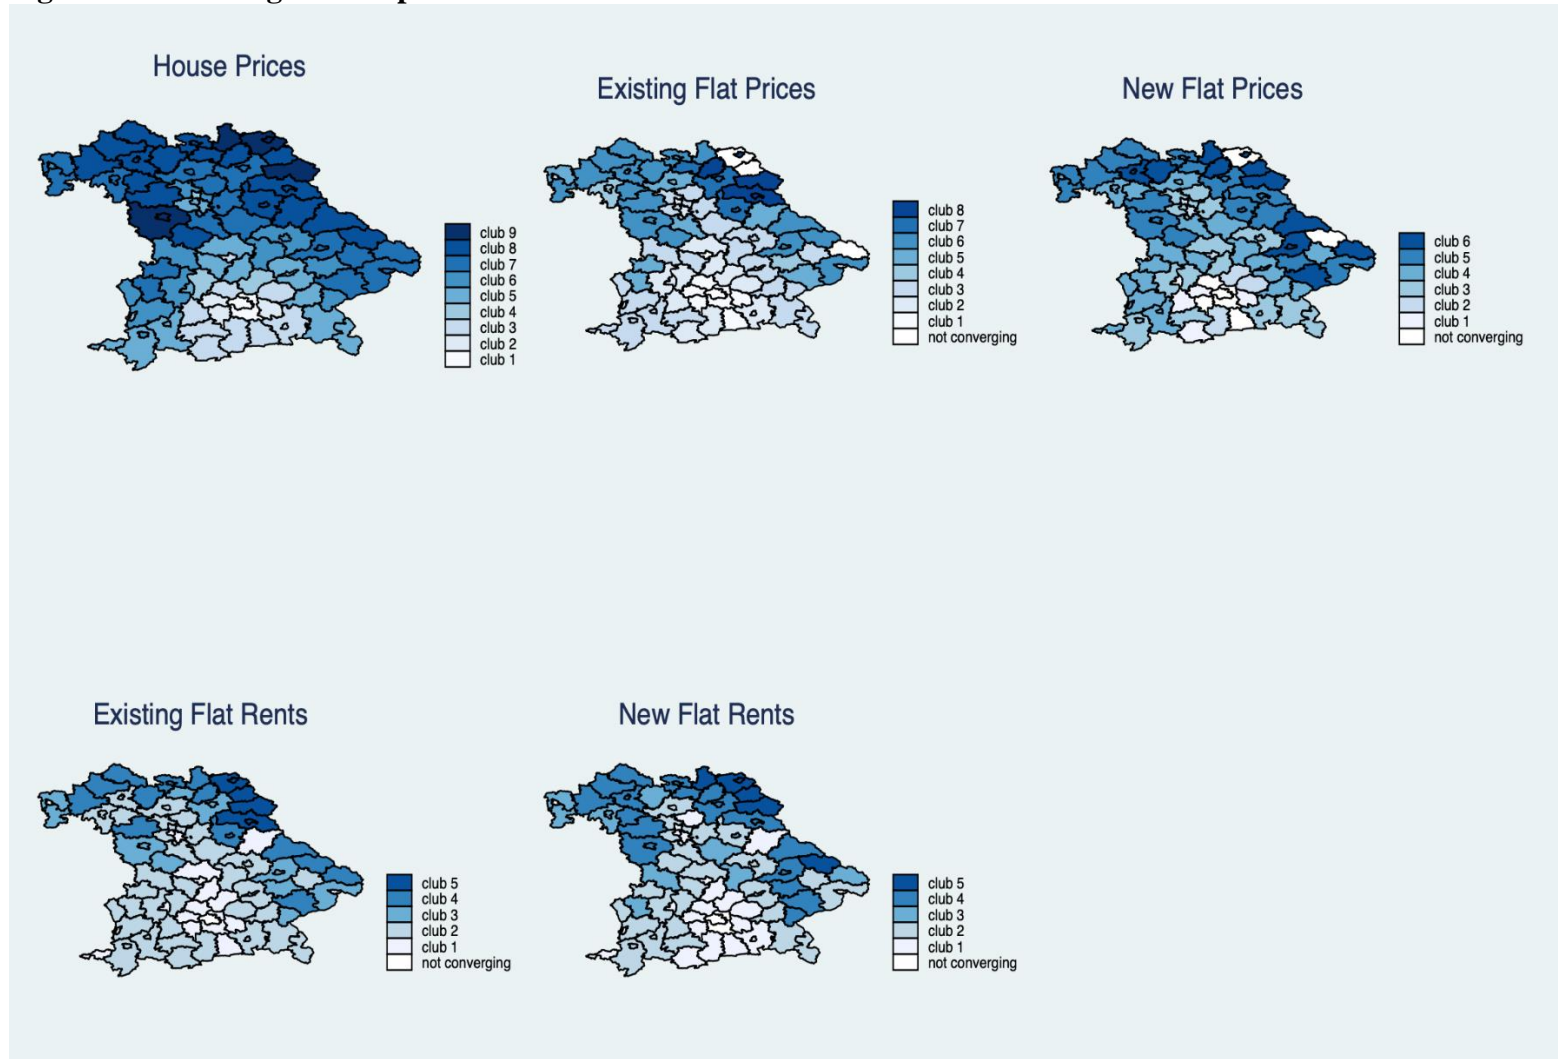 House Prices
club 9
club 8
club 7
club 6
club 5
club 4
club 3
club 2
club 1
Existing Flat Prices
club 8
club 7
club 6
club 5
club 4
club 3
club 2
club 1
not converging
New Flat Prices
club 6
club 5
club 4
club 3
club 2
club 1
not converging
Existing Flat Rents
club 5
club 4
club 3
club 2
club 1
not converging
New Flat Rents
club 5
club 4
club 3
club 2
club 1
not converging